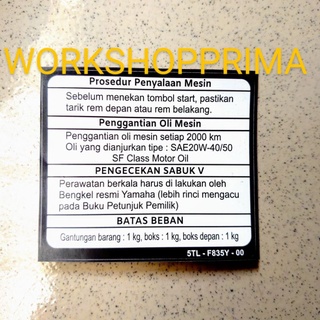 WORKSHOPPRIMA
Prosedur Penyalaan Mesin
Sebelum menekan tombol start, pastikan
tarik rem depan atau rem belakang.
Penggantian Oli Mesin
Penggantian oli mesin setiap 2000 km
Oli yang dianjurkan tipe : SAE20W-40/50
SF Class Motor Oil
PENGECEKAN SABUK V
Perawatan berkala harus di lakukan oleh
Bengkel resmi Yamaha (lebih rinci mengacu
pada Buku Petunjuk Pemilik)
BATAS BEBAN
Gantungan barang : 1 kg, boks : 1 kg, boks depan : 1 kg
5TL - F835Y - 00